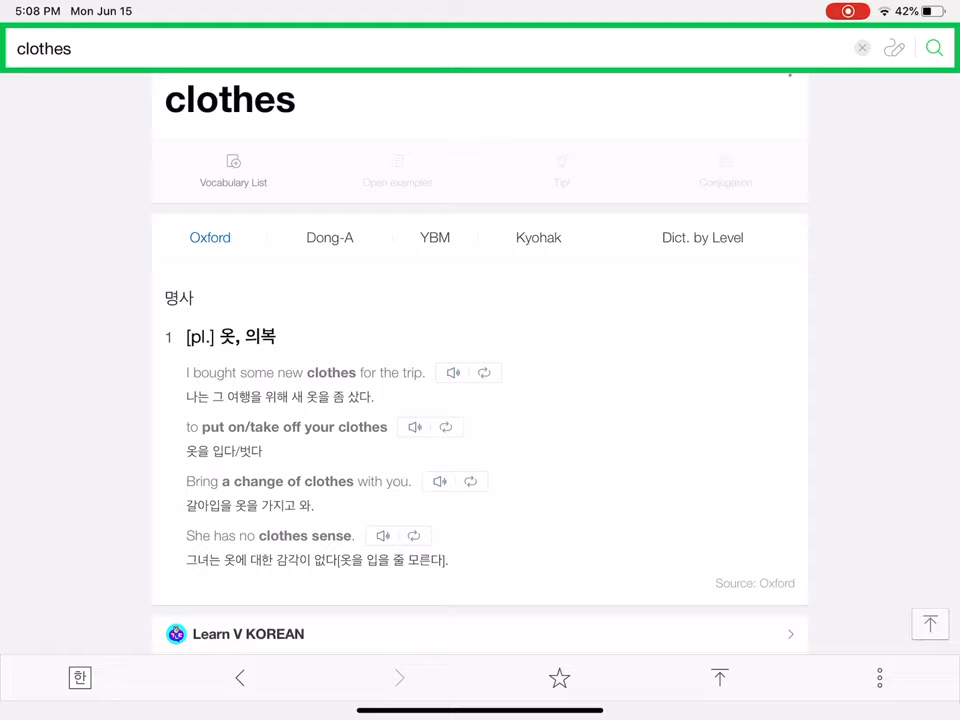 5:08 PM Mon Jun 15
42%
clothes
clothes
Vocabulary List
Open examples
Tip!
Conjugation
Oxford
Dong-A
YBM
Kyohak
Dict. by Level
명사
1 [pl.] 옷, 의복
I bought some new clothes for the trip.
나는 그 여행을 위해 새 옷을 좀 샀다.
to put on/take off your clothes
옷을 입다/벗다
Bring a change of clothes with you.
갈아입을 옷을 가지고 와.
She has no clothes sense.
그녀는 옷에 대한 감각이 없다[옷을 입을 줄 모른다].
Source: Oxford
Learn V KOREAN
한